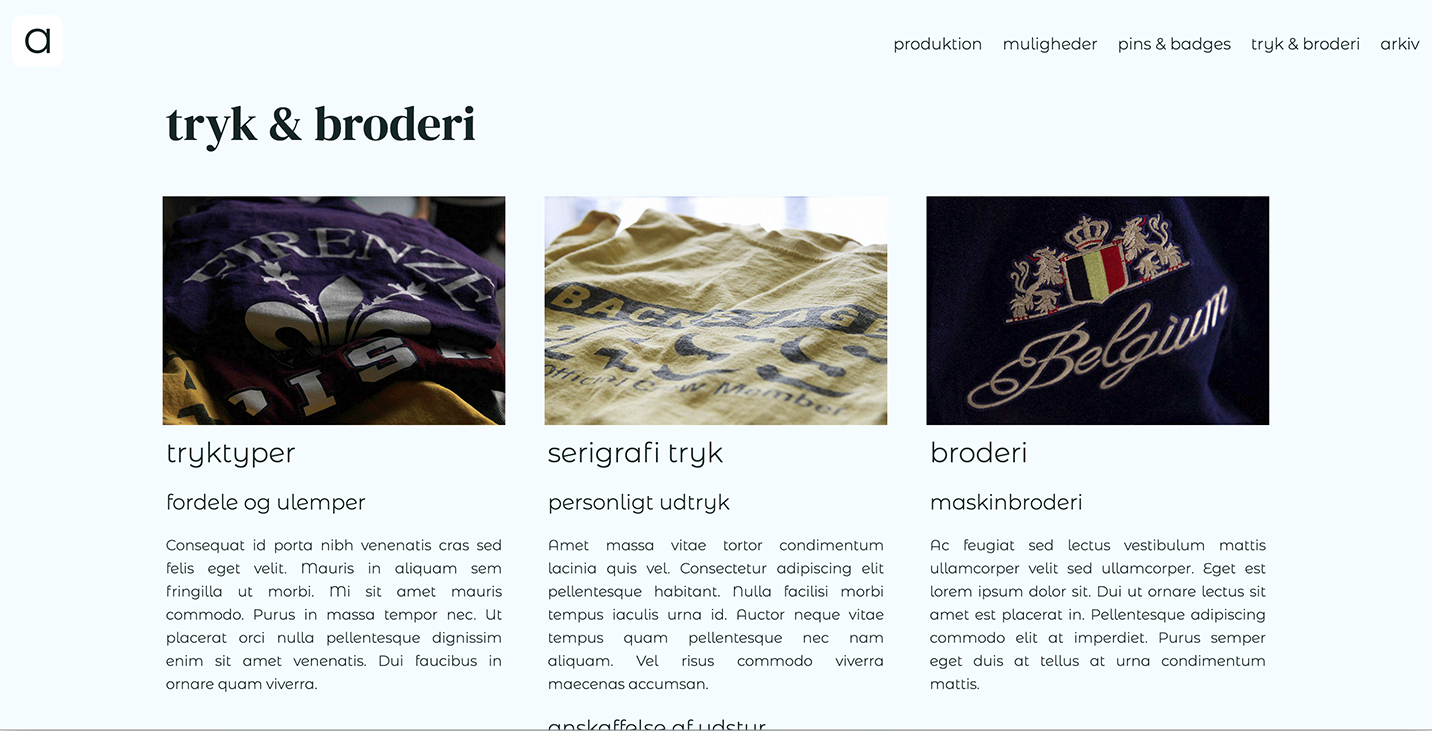 a
produktion muligheder pins & badges tryk & broderi arkiv
tryk & broderi
FIRENZE
IS
BACKSTAGE
Official Crew Member
Belgium
tryktyper
fordele og ulemper
Consequat id porta nibh venenatis cras sed
felis eget velit. Mauris in aliquam sem
fringilla ut morbi. Mi sit amet mauris
commodo. Purus in massa tempor nec. Ut
placerat orci nulla pellentesque dignissim
enim sit amet venenatis. Dui faucibus in
ornare quam viverra.
serigrafi tryk
personligt udtryk
Amet massa vitae tortor condimentum
lacinia quis vel. Consectetur adipiscing elit
pellentesque habitant. Nulla facilisi morbi
tempus iaculis urna id. Auctor neque vitae
tempus quam pellentesque nec nam
aliquam. Vel risus commodo viverra
maecenas accumsan.
anskaffelse af udstyr
broderi
maskinbroderi
Ac feugiat sed lectus vestibulum mattis
ullamcorper velit sed ullamcorper. Eget est
lorem ipsum dolor sit. Dui ut ornare lectus sit
amet est placerat in. Pellentesque adipiscing
commodo elit at imperdiet. Purus semper
eget duis at tellus at urna condimentum
mattis.